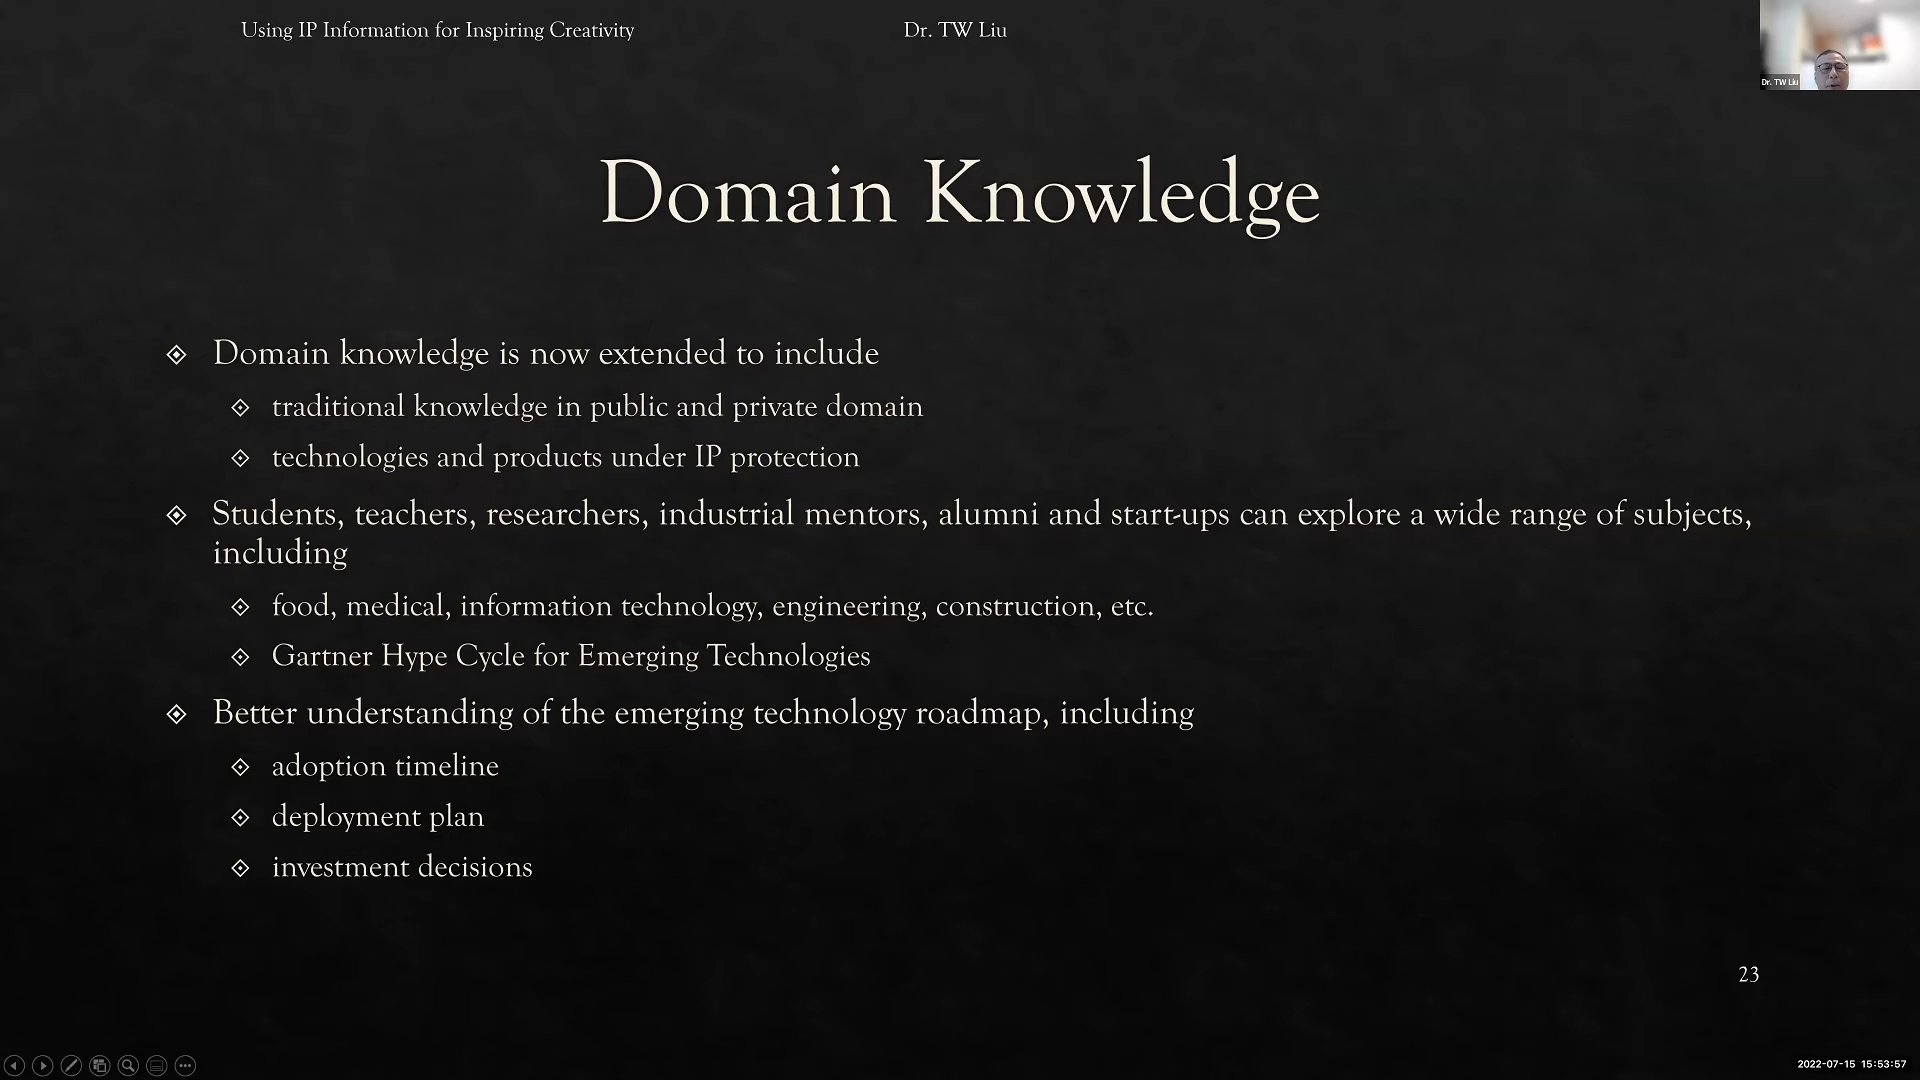 Using IP Information for Inspiring Creativity
Dr. TW Liu
Dr. TW Liu
Domain Knowledge
Domain knowledge is now extended to include
traditional knowledge in public and private domain
technologies and products under IP protection
Students, teachers, researchers, industrial mentors, alumni and start-ups can explore a wide range of subjects,
including
food, medical, information technology, engineering, construction, etc.
Gartner Hype Cycle for Emerging Technologies
Better understanding of the emerging technology roadmap, including
adoption timeline
deployment plan
investment decisions
23
2022-07-15 15:53:57